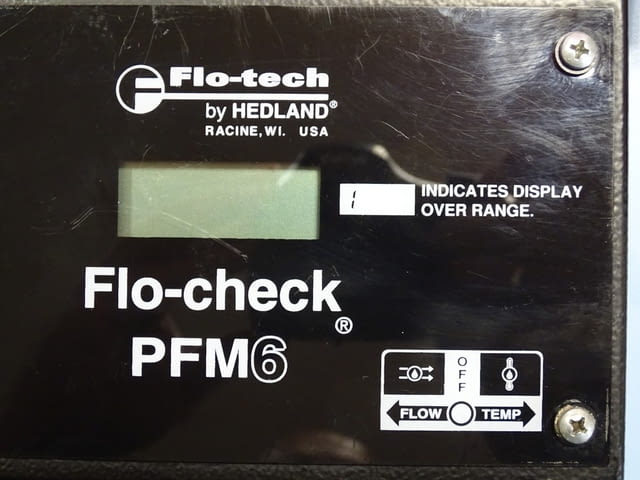 Flo-tech
by HEDLAND®
RACINE, WI. USA
1
INDICATES DISPLAY
OVER RANGE.
Flo-check®
PFM6
OFF
FLOW
TEMP